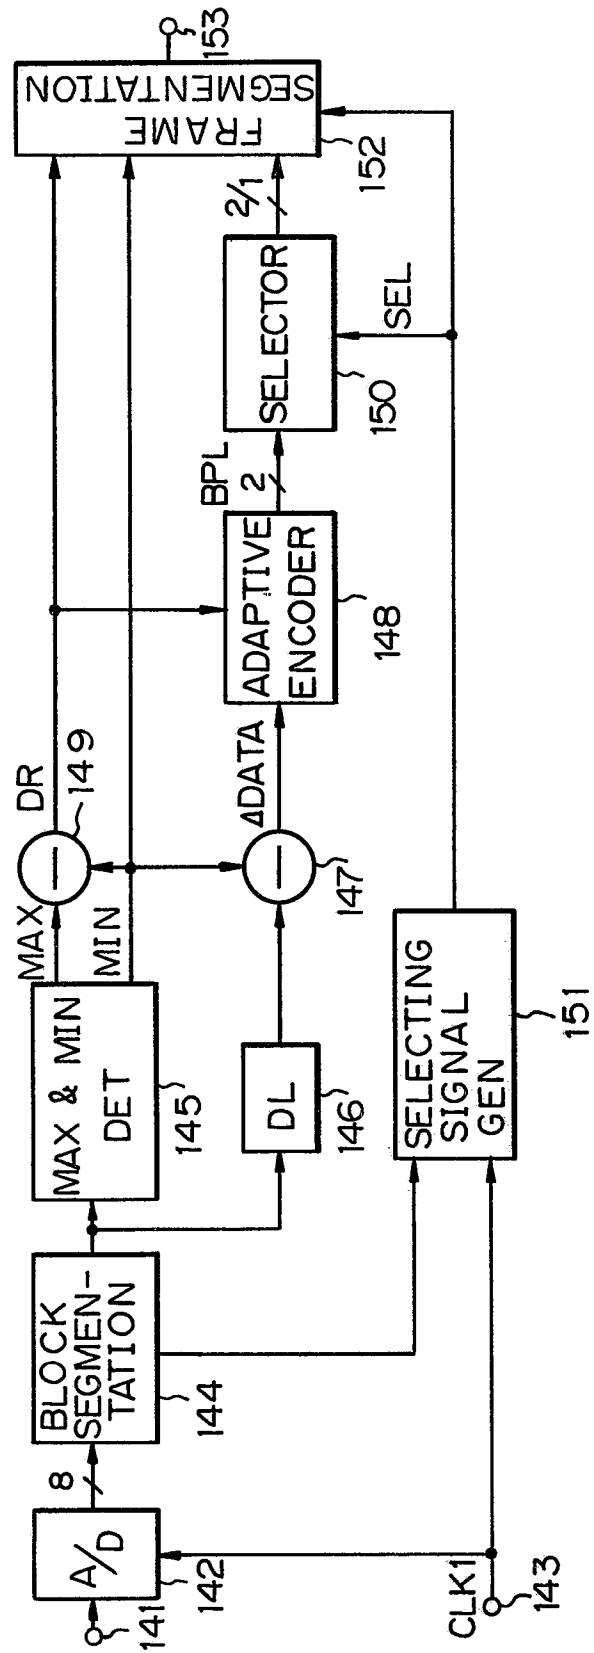 141
A/D
142
8
BLOCK
SEGMEN-
TATION
144
MAX & MIN
DET
145
MAX
MIN
DR
149
DL
146
147
ΔDATA
ADAPTIVE
ENCODER
148
BPL
2
SELECTOR
150
SEL
2/1
FRAME
SEGMENTATION
152
153
SELECTING
SIGNAL
GEN
151
CLK1
143